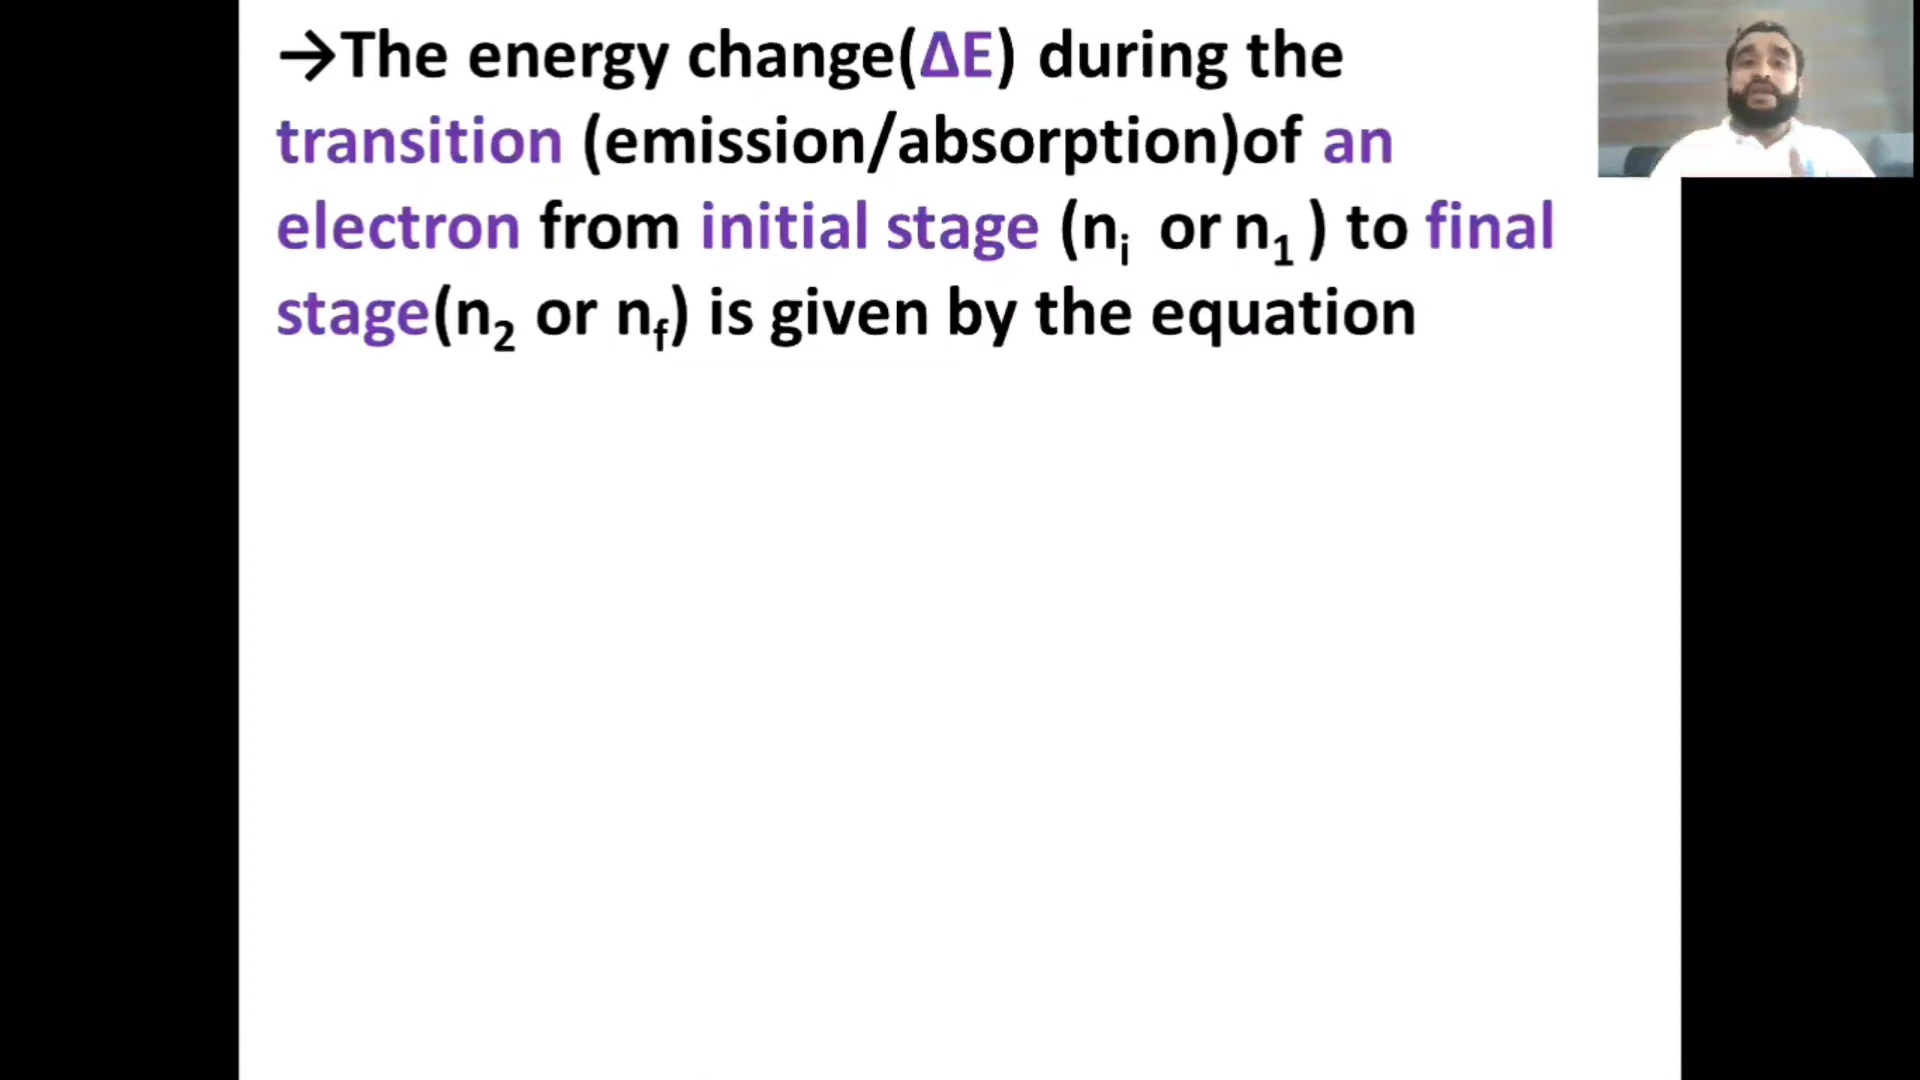 →The energy change(ΔE) during the
transition (emission/absorption)of an
electron from initial stage (nᵢ or n₁ ) to final
stage(n₂ or n_f) is given by the equation